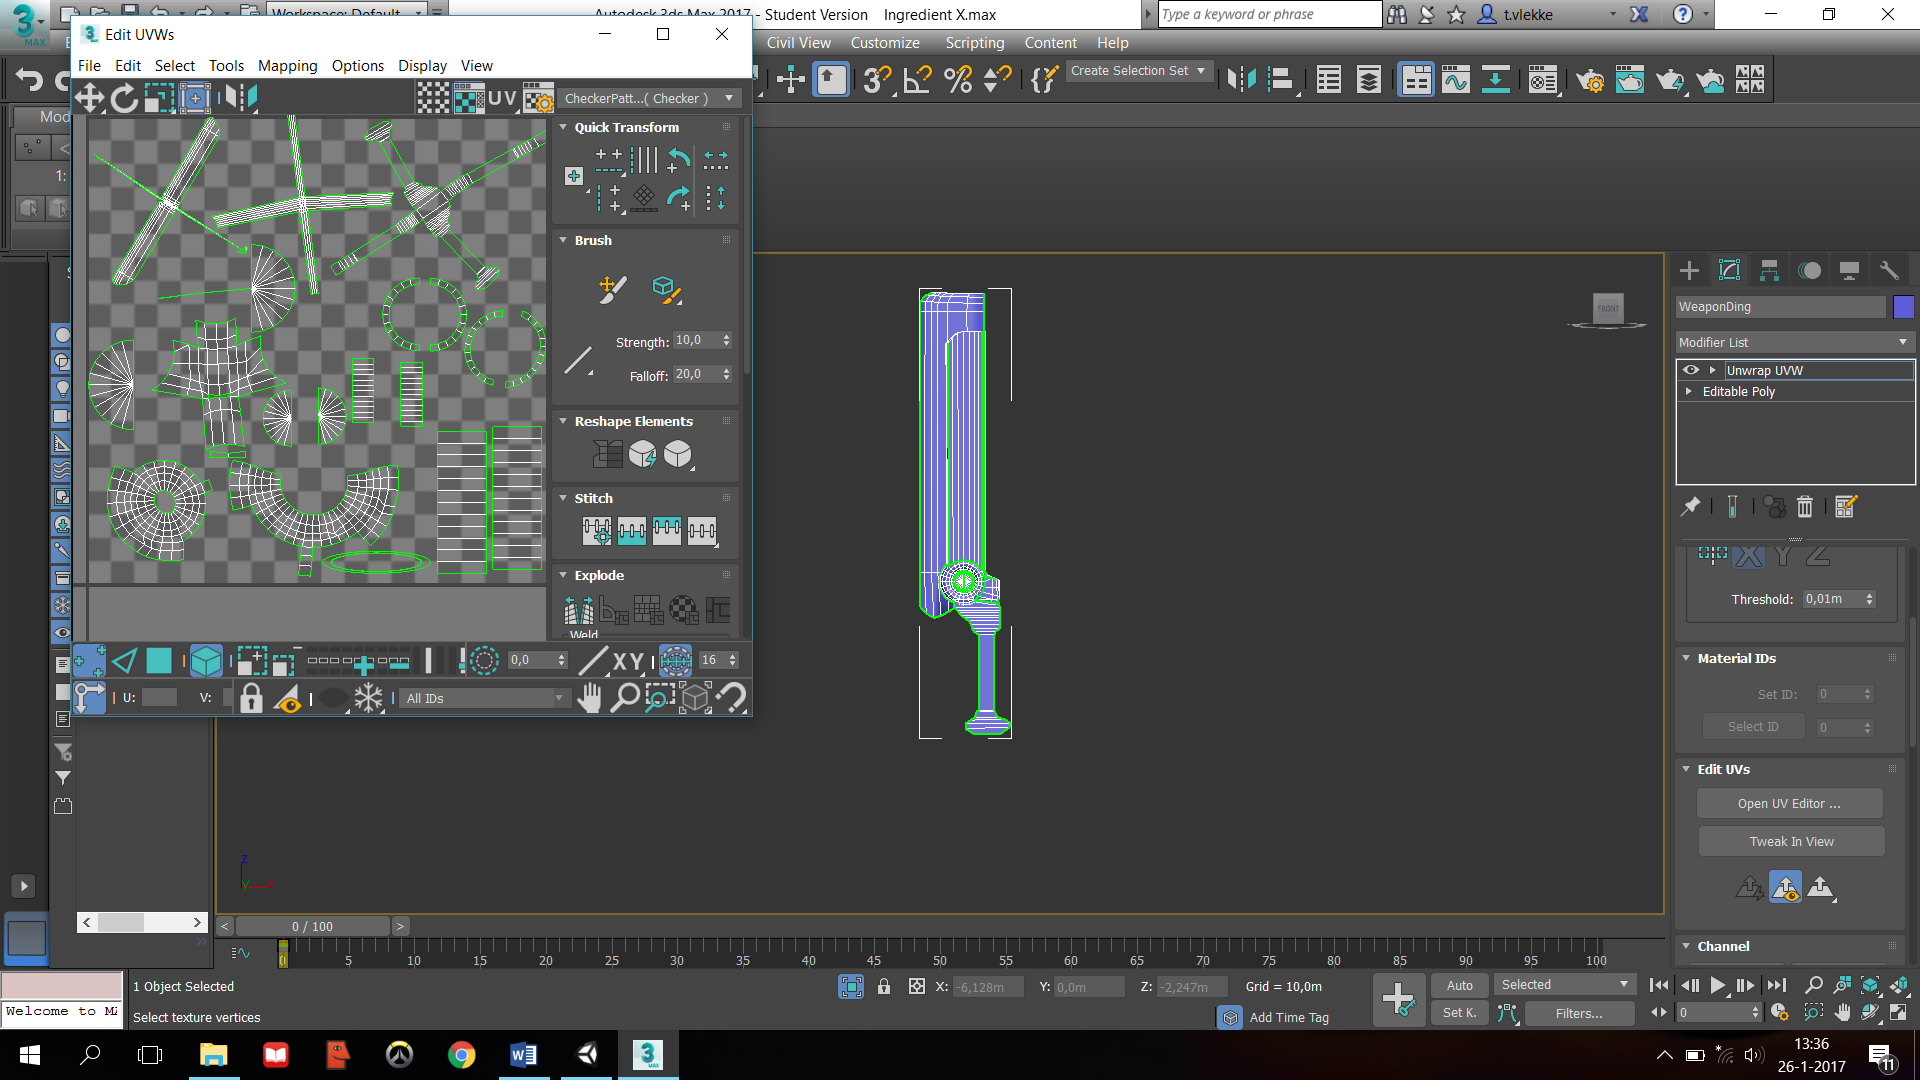 Workspace: Default
Autodesk 3ds Max 2017 - Student Version    Ingredient X.max
Type a keyword or phrase
t.vlekke
MAX
Edit UVWs
Civil View
Customize
Scripting
Content
Help
File
Edit
Select
Tools
Mapping
Options
Display
View
Create Selection Set
UV
CheckerPatt...( Checker )
Mod
1:
Quick Transform
Brush
Strength: 10,0
Falloff: 20,0
Reshape Elements
Stitch
Explode
Weld
0,0
XY
16
U:
V:
All IDs
FRONT
WeaponDing
Modifier List
Unwrap UVW
Editable Poly
X Y Z
Threshold: 0,01m
Material IDs
Set ID: 0
Select ID 0
Edit UVs
Open UV Editor ...
Tweak In View
Channel
z
y
x
< 0 / 100 >
0 5 10 15 20 25 30 35 40 45 50 55 60 65 70 75 80 85 90 95 100
1 Object Selected
X: -6,128m
Y: 0,0m
Z: -2,247m
Grid = 10,0m
Auto
Selected
Welcome to M
Select texture vertices
Add Time Tag
Set K.
Filters...
0
13:36
26-1-2017
11